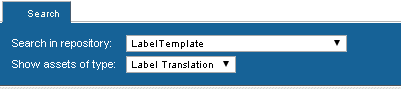 Search
Search in repository: LabelTemplate
Show assets of type: Label Translation